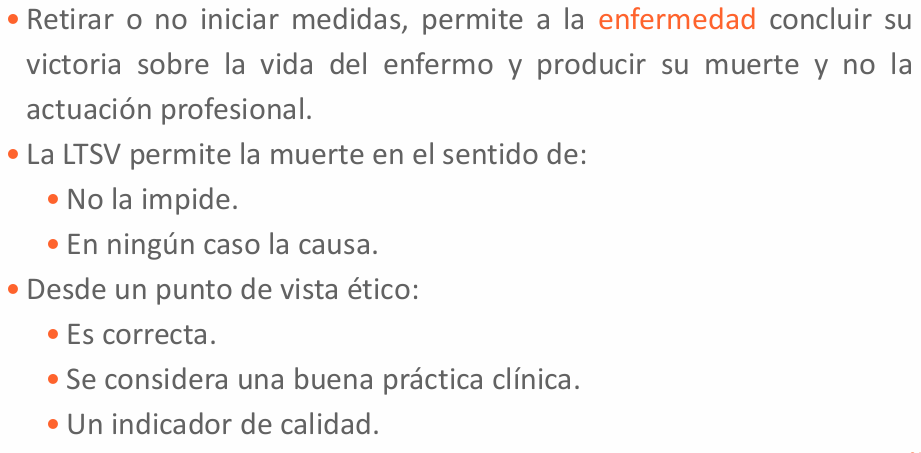 • Retirar o no iniciar medidas, permite a la enfermedad concluir su
victoria sobre la vida del enfermo y producir su muerte y no la
actuación profesional.
• La LTSV permite la muerte en el sentido de:
• No la impide.
• En ningún caso la causa.
• Desde un punto de vista ético:
• Es correcta.
• Se considera una buena práctica clínica.
• Un indicador de calidad.